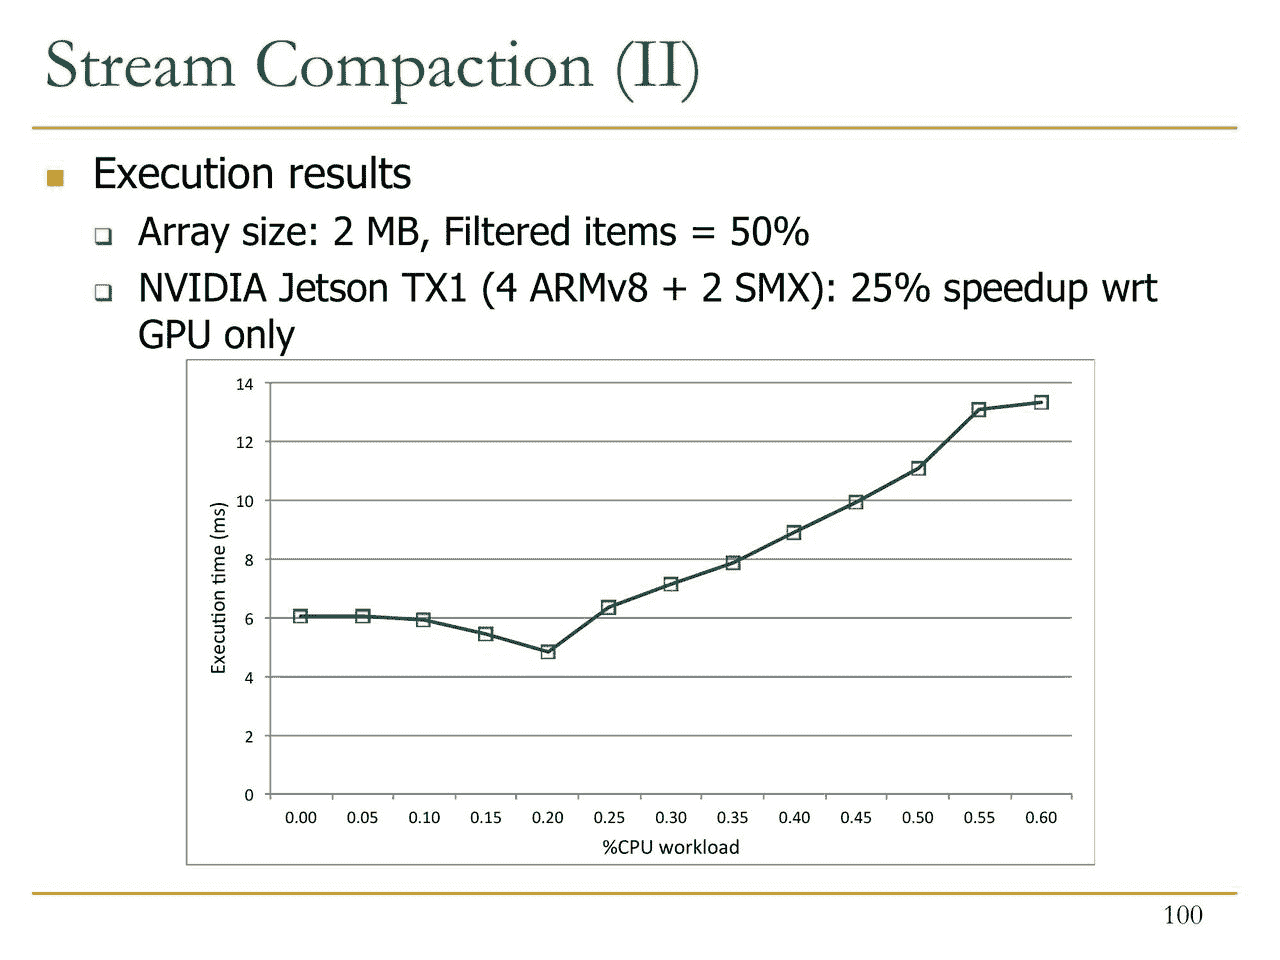 Stream Compaction (II)
Execution results
Array size: 2 MB, Filtered items = 50%
NVIDIA Jetson TX1 (4 ARMv8 + 2 SMX): 25% speedup wrt
GPU only
14
12
10
8
6
4
2
0
Execution time (ms)
0.00 0.05 0.10 0.15 0.20 0.25 0.30 0.35 0.40 0.45 0.50 0.55 0.60
%CPU workload
100